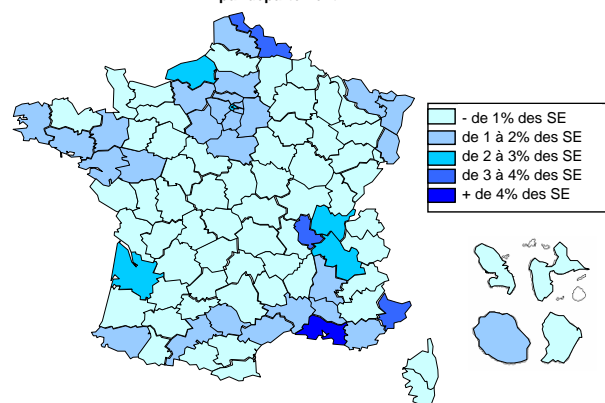 - de 1% des SE
de 1 à 2% des SE
de 2 à 3% des SE
de 3 à 4% des SE
+ de 4% des SE